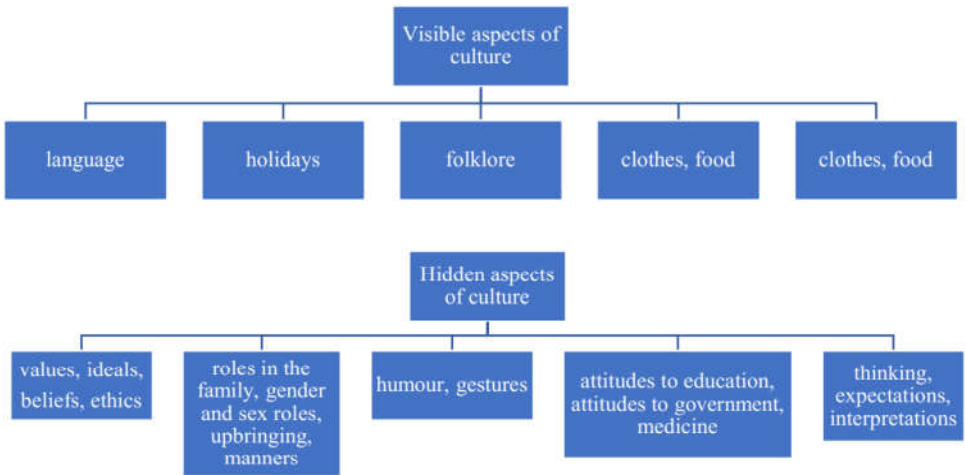 Visible aspects of
culture
language
holidays
folklore
clothes, food
clothes, food
Hidden aspects
of culture
values, ideals,
beliefs, ethics
roles in the
family, gender
and sex roles,
upbringing,
manners
humour, gestures
attitudes to education,
attitudes to government,
medicine
thinking,
expectations,
interpretations